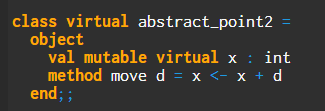 class virtual abstract_point2 =
object
val mutable virtual x : int
method move d = x <- x + d
end;;